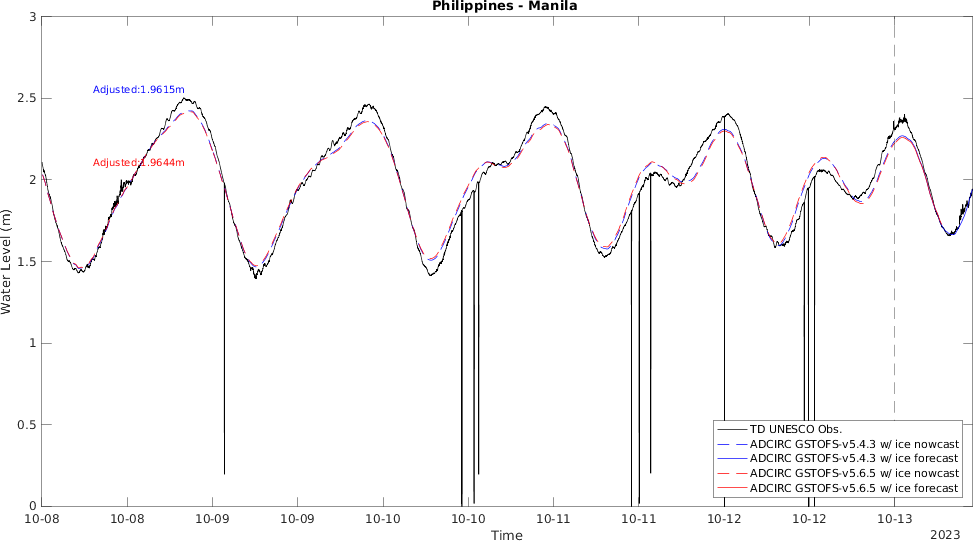 Philippines - Manila
3
2.5
2
1.5
1
0.5
0
Water Level (m)
Adjusted:1.9615m
Adjusted:1.9644m
TD UNESCO Obs.
ADCIRC GSTOFS-v5.4.3 w/ ice nowcast
ADCIRC GSTOFS-v5.4.3 w/ ice forecast
ADCIRC GSTOFS-v5.6.5 w/ ice nowcast
ADCIRC GSTOFS-v5.6.5 w/ ice forecast
10-08 10-08 10-09 10-09 10-10 10-10 10-11 10-11 10-12 10-12 10-13
Time
2023